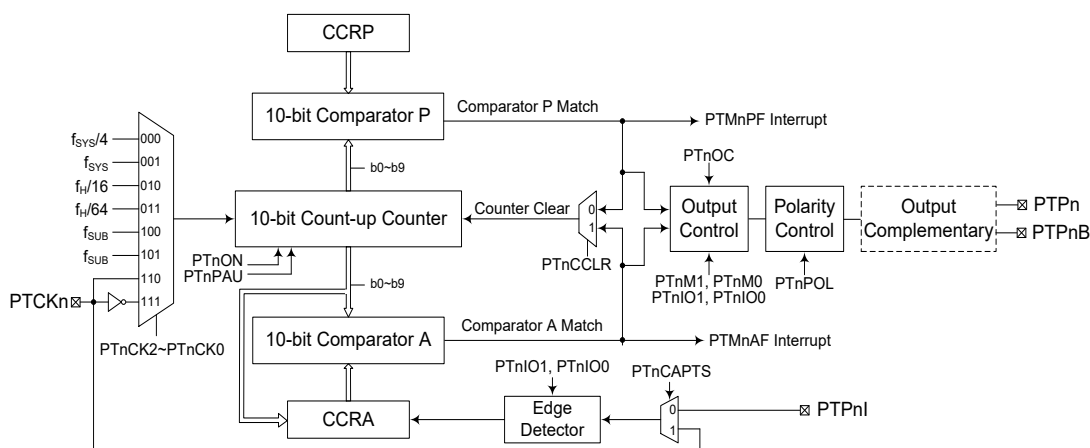 CCRP
10-bit Comparator P
Comparator P Match
PTMnPF Interrupt
fSYS/4
000
fSYS
001
fH/16
010
fH/64
011
fSUB
100
fSUB
101
110
111
PTCKn
PTnCK2~PTnCK0
b0~b9
10-bit Count-up Counter
PTnON
PTnPAU
Counter Clear
0
1
PTnCCLR
PTnOC
Output
Control
PTnM1, PTnM0
PTnIO1, PTnIO0
Polarity
Control
PTnPOL
Output
Complementary
PTPn
PTPnB
b0~b9
10-bit Comparator A
Comparator A Match
PTMnAF Interrupt
PTnIO1, PTnIO0
PTnCAPTS
CCRA
Edge
Detector
0
1
PTPnI